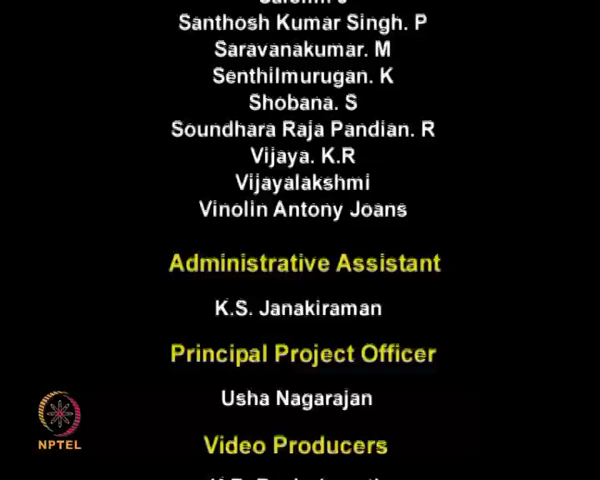 Santhosh Kumar Singh. P
Saravanakumar. M
Senthilmurugan. K
Shobana. S
Soundhara Raja Pandian. R
Vijaya. K.R
Vijayalakshmi
Vinolin Antony Joans
Administrative Assistant
K.S. Janakiraman
Principal Project Officer
Usha Nagarajan
NPTEL
Video Producers